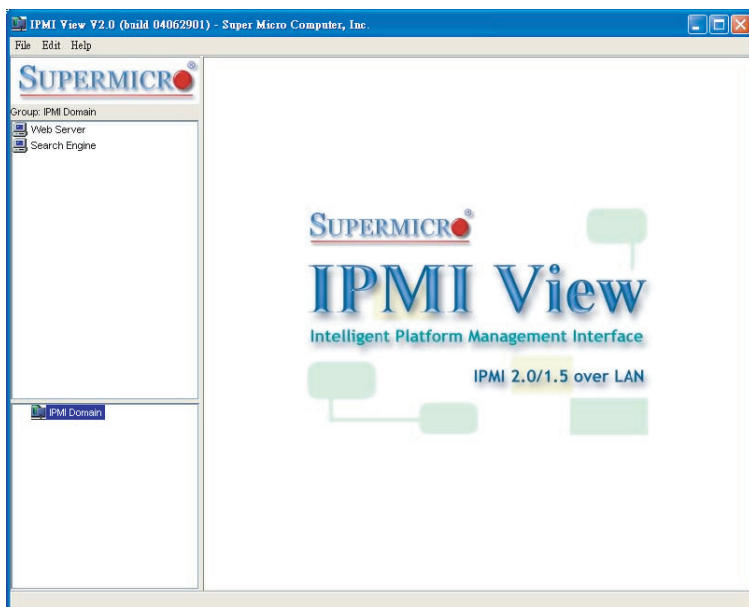 IPMI View V2.0 (build 04062901) - Super Micro Computer, Inc.
File Edit Help
SUPERMICRO®
Group: IPMI Domain
Web Server
Search Engine
IPMI Domain
SUPERMICRO®
IPMI View
Intelligent Platform Management Interface
IPMI 2.0/1.5 over LAN